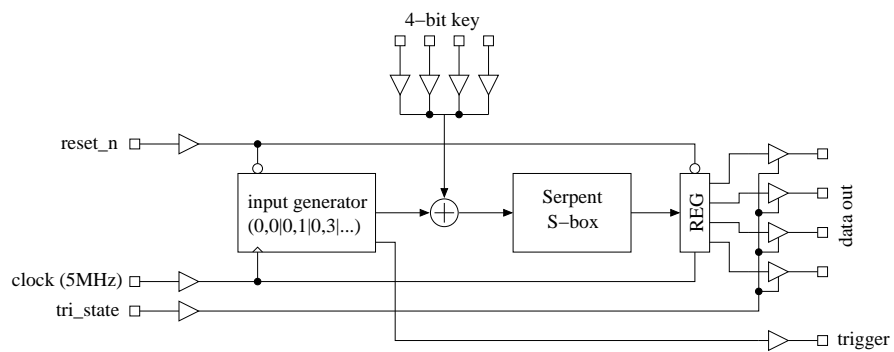 4−bit key
reset_n
input generator
(0,0|0,1|0,3|...)
Serpent
S−box
REG
data out
clock (5MHz)
tri_state
trigger